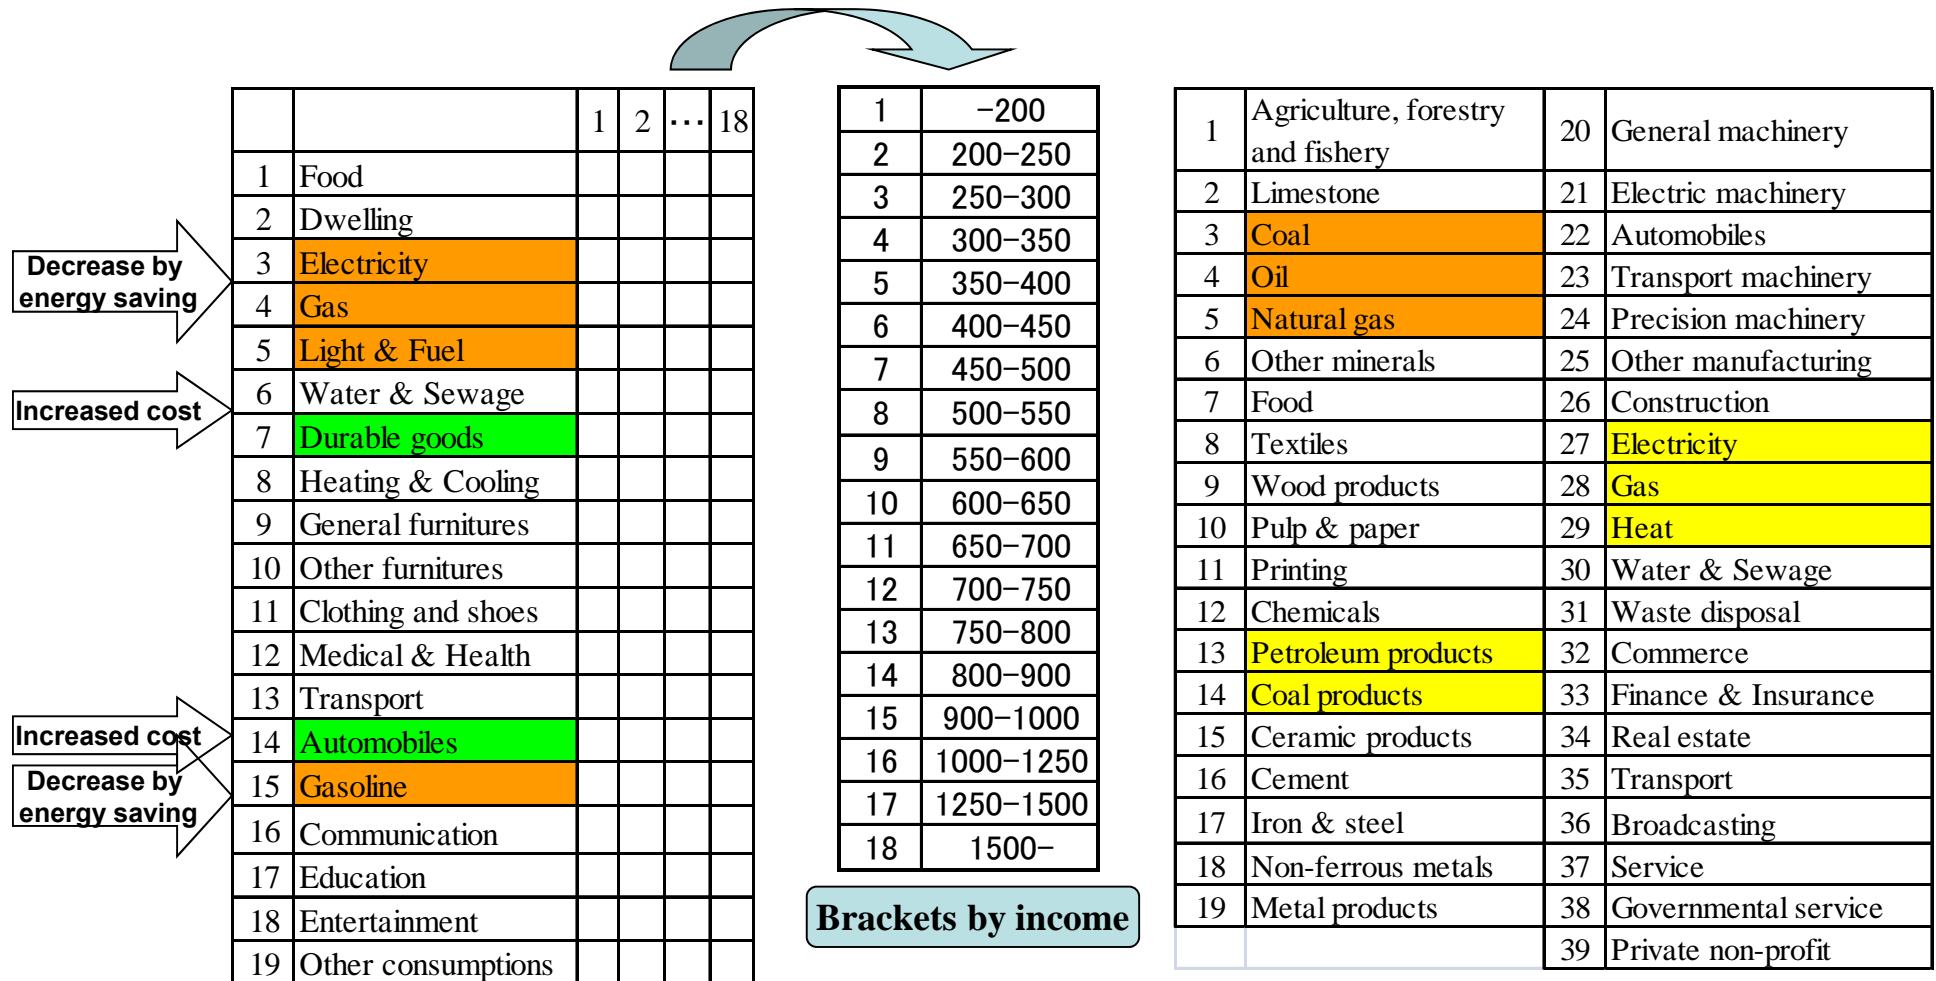 Decrease by
energy saving
Increased cost
Increased cost
Decrease by
energy saving
1 2 ··· 18
1 Food
2 Dwelling
3 Electricity
4 Gas
5 Light & Fuel
6 Water & Sewage
7 Durable goods
8 Heating & Cooling
9 General furnitures
10 Other furnitures
11 Clothing and shoes
12 Medical & Health
13 Transport
14 Automobiles
15 Gasoline
16 Communication
17 Education
18 Entertainment
19 Other consumptions
1 -200
2 200-250
3 250-300
4 300-350
5 350-400
6 400-450
7 450-500
8 500-550
9 550-600
10 600-650
11 650-700
12 700-750
13 750-800
14 800-900
15 900-1000
16 1000-1250
17 1250-1500
18 1500-
Brackets by income
1 Agriculture, forestry
and fishery
20 General machinery
2 Limestone 21 Electric machinery
3 Coal 22 Automobiles
4 Oil 23 Transport machinery
5 Natural gas 24 Precision machinery
6 Other minerals 25 Other manufacturing
7 Food 26 Construction
8 Textiles 27 Electricity
9 Wood products 28 Gas
10 Pulp & paper 29 Heat
11 Printing 30 Water & Sewage
12 Chemicals 31 Waste disposal
13 Petroleum products 32 Commerce
14 Coal products 33 Finance & Insurance
15 Ceramic products 34 Real estate
16 Cement 35 Transport
17 Iron & steel 36 Broadcasting
18 Non-ferrous metals 37 Service
19 Metal products 38 Governmental service
39 Private non-profit